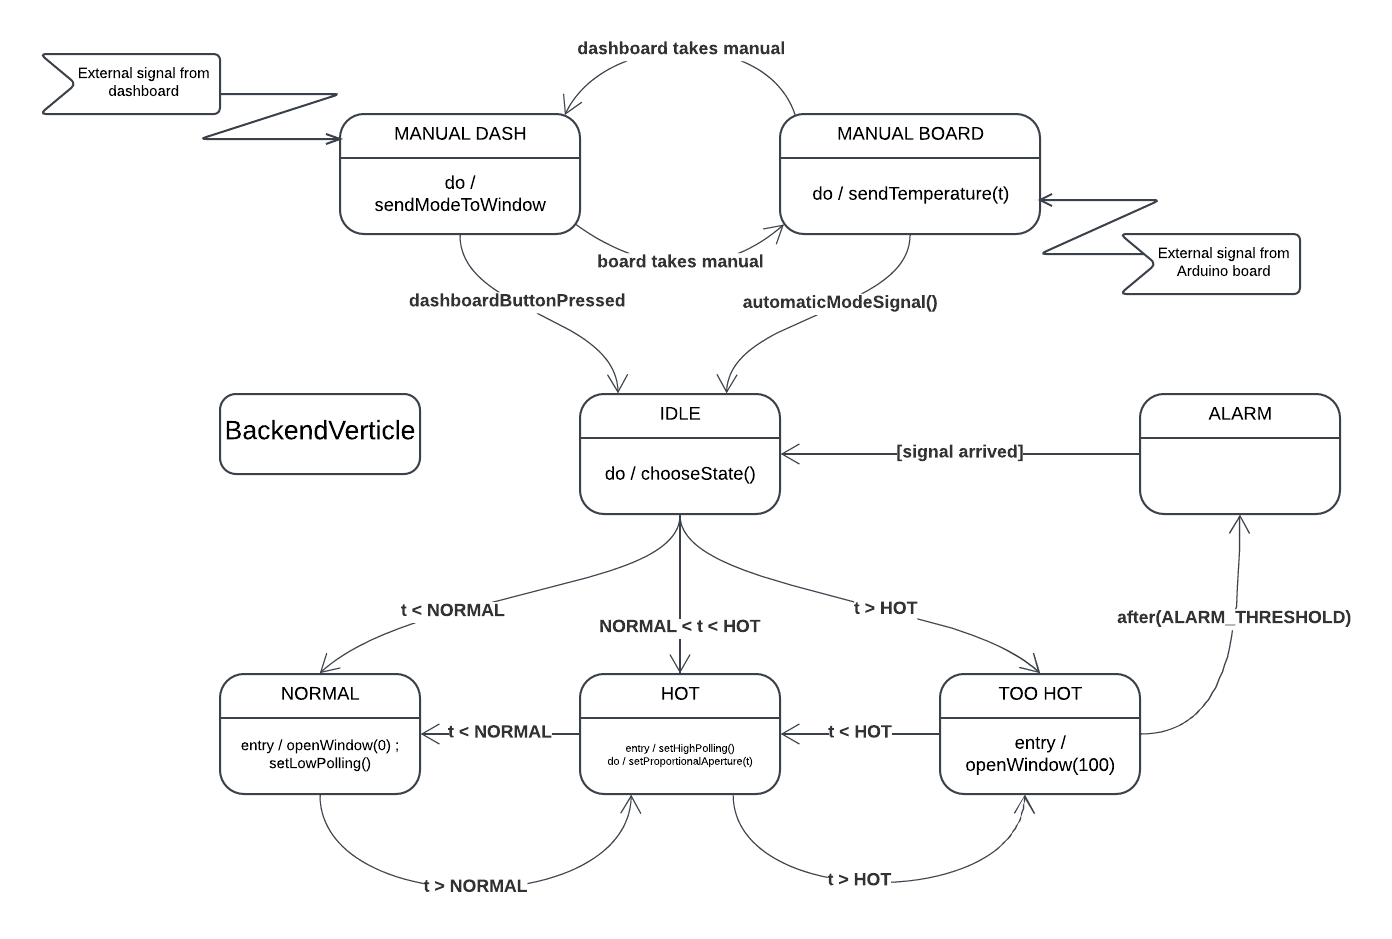 dashboard takes manual
External signal from
dashboard
MANUAL DASH
do /
sendModeToWindow
MANUAL BOARD
do / sendTemperature(t)
External signal from
Arduino board
board takes manual
dashboardButtonPressed
automaticModeSignal()
BackendVerticle
IDLE
do / chooseState()
[signal arrived]
ALARM
t < NORMAL
NORMAL < t < HOT
t > HOT
after(ALARM_THRESHOLD)
NORMAL
entry / openWindow(0) ;
setLowPolling()
t < NORMAL
HOT
entry / setHighPolling()
do / setProportionalAperture(t)
t < HOT
TOO HOT
entry /
openWindow(100)
t > NORMAL
t > HOT